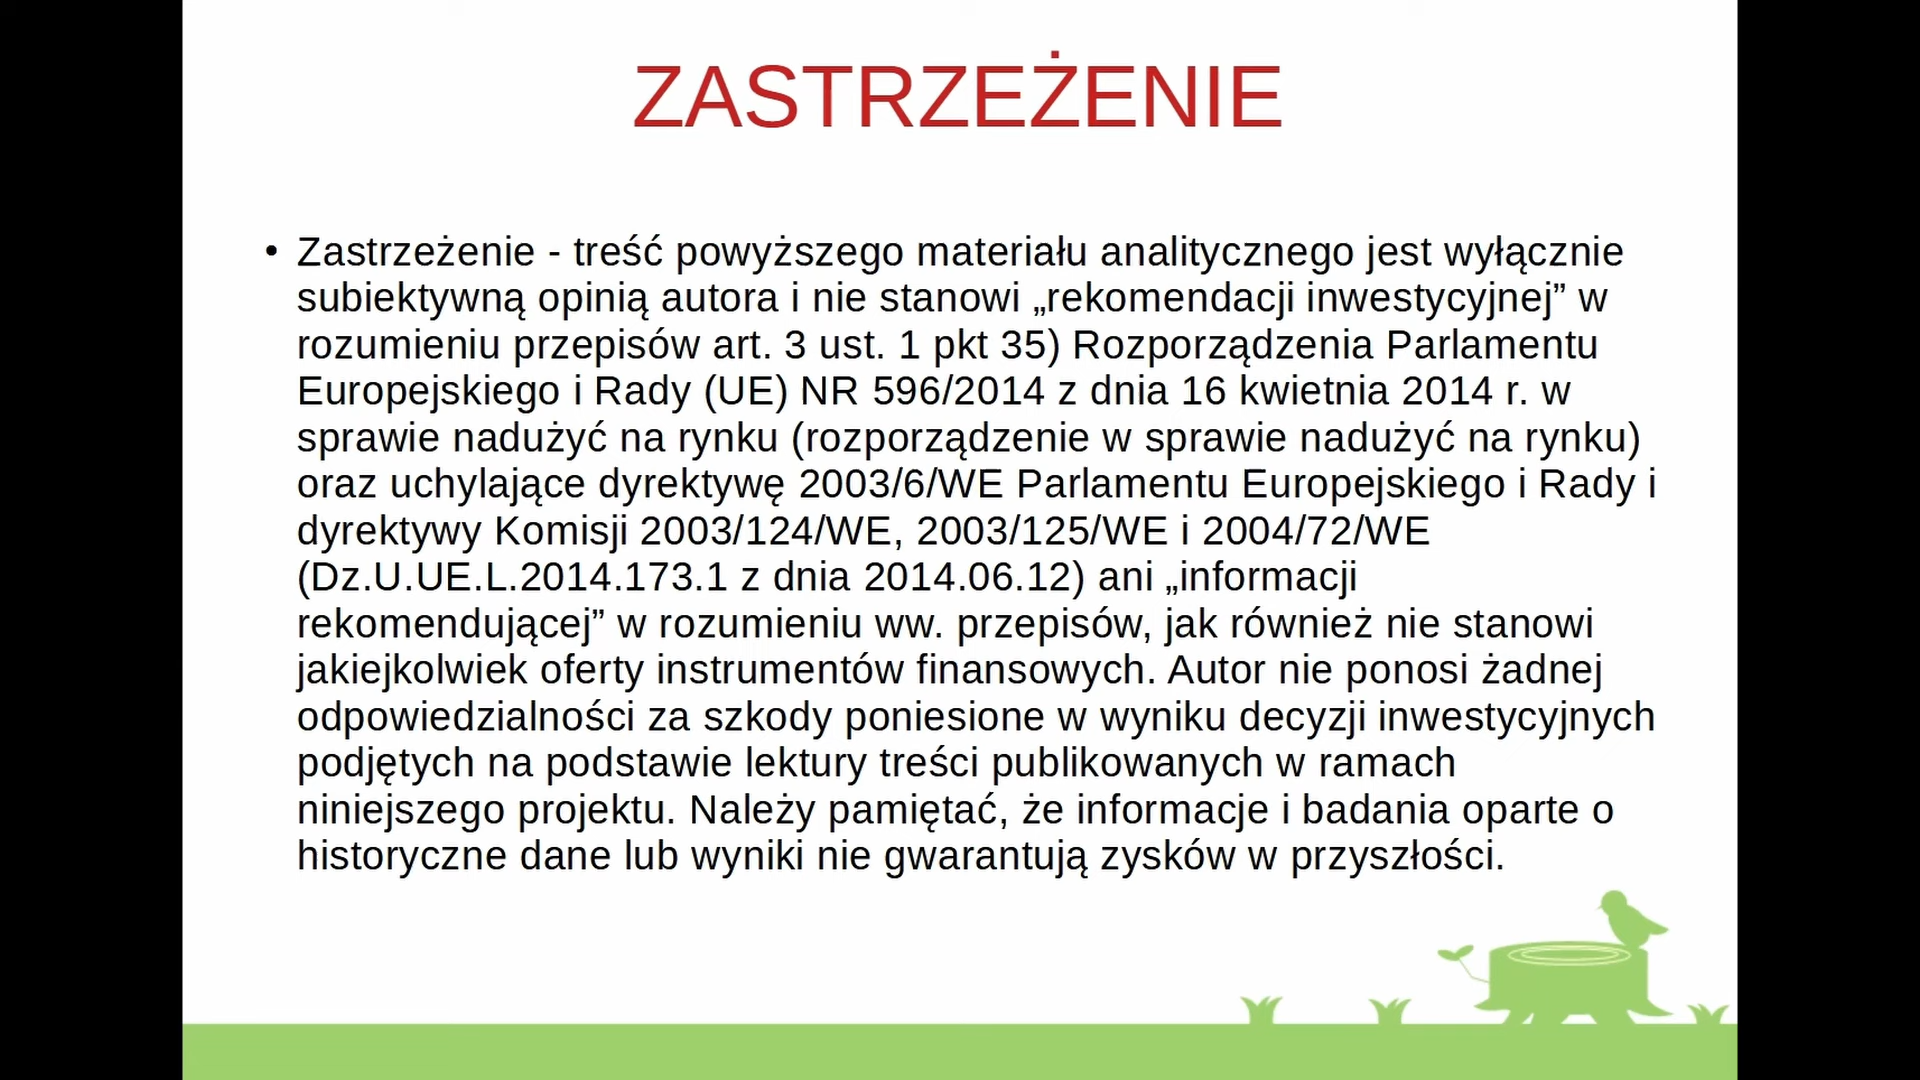 ZASTRZEŻENIE
• Zastrzeżenie - treść powyższego materiału analitycznego jest wyłącznie
subiektywną opinią autora i nie stanowi „rekomendacji inwestycyjnej” w
rozumieniu przepisów art. 3 ust. 1 pkt 35) Rozporządzenia Parlamentu
Europejskiego i Rady (UE) NR 596/2014 z dnia 16 kwietnia 2014 r. w
sprawie nadużyć na rynku (rozporządzenie w sprawie nadużyć na rynku)
oraz uchylające dyrektywę 2003/6/WE Parlamentu Europejskiego i Rady i
dyrektywy Komisji 2003/124/WE, 2003/125/WE i 2004/72/WE
(Dz.U.UE.L.2014.173.1 z dnia 2014.06.12) ani „informacji
rekomendującej” w rozumieniu ww. przepisów, jak również nie stanowi
jakiejkolwiek oferty instrumentów finansowych. Autor nie ponosi żadnej
odpowiedzialności za szkody poniesione w wyniku decyzji inwestycyjnych
podjętych na podstawie lektury treści publikowanych w ramach
niniejszego projektu. Należy pamiętać, że informacje i badania oparte o
historyczne dane lub wyniki nie gwarantują zysków w przyszłości.